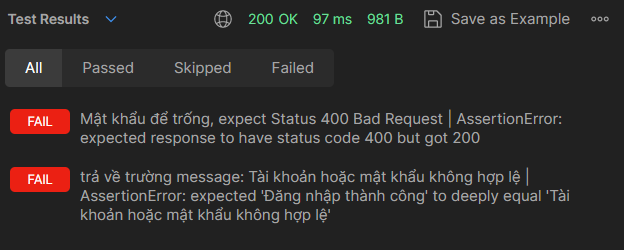 Test Results 200 OK 97 ms 981 B Save as Example
All Passed Skipped Failed
FAIL Mật khẩu để trống, expect Status 400 Bad Request | AssertionError:
expected response to have status code 400 but got 200
FAIL trả về trường message: Tài khoản hoặc mật khẩu không hợp lệ |
AssertionError: expected 'Đăng nhập thành công' to deeply equal 'Tài
khoản hoặc mật khẩu không hợp lệ'